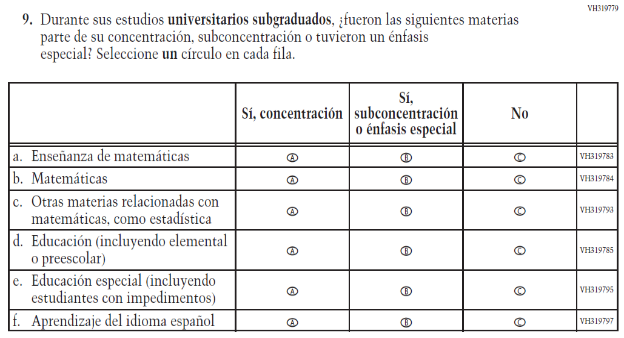 VH319779
9. Durante sus estudios universitarios subgraduados, ¿fueron las siguientes materias
parte de su concentración, subconcentración o tuvieron un énfasis
especial? Seleccione un círculo en cada fila.
Sí, concentración
Sí,
subconcentración
o énfasis especial
No
a. Enseñanza de matemáticas A B C VH319783
b. Matemáticas A B C VH319784
c. Otras materias relacionadas con
matemáticas, como estadística A B C VH319793
d. Educación (incluyendo elemental
o preescolar) A B C VH319785
e. Educación especial (incluyendo
estudiantes con impedimentos) A B C VH319795
f. Aprendizaje del idioma español A B C VH319797